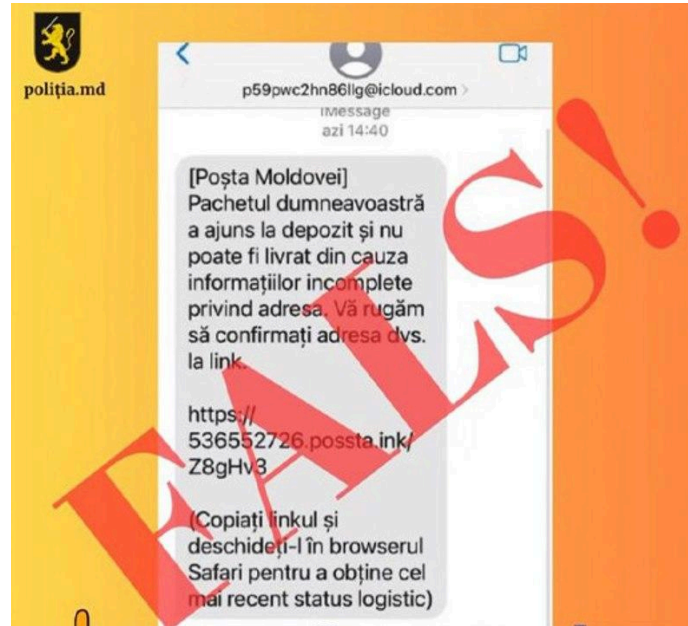 poliția.md
p59pwc2hn86llg@icloud.com
iMessage
azi 14:40
[Poșta Moldovei]
Pachetul dumneavoastră
a ajuns la depozit și nu
poate fi livrat din cauza
informațiilor incomplete
privind adresa. Vă rugăm
să confirmați adresa dvs.
la link.
https://
536552726.possta.ink/
Z8gHv3
(Copiați linkul și
deschideți-l în browserul
Safari pentru a obține cel
mai recent status logistic)
FALS!